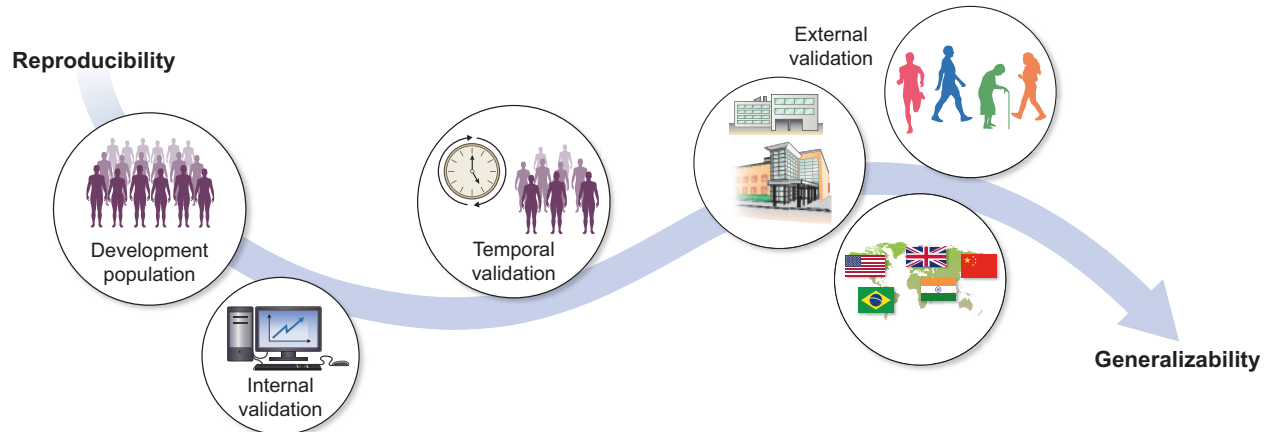 Reproducibility
Development
population
Internal
validation
Temporal
validation
External
validation
Generalizability